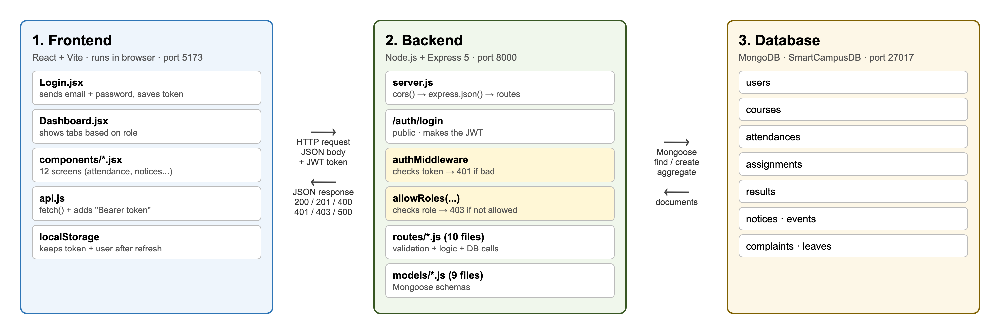 1. Frontend
React + Vite · runs in browser · port 5173
Login.jsx
sends email + password, saves token
Dashboard.jsx
shows tabs based on role
components/*.jsx
12 screens (attendance, notices...)
api.js
fetch() + adds "Bearer token"
localStorage
keeps token + user after refresh
→
HTTP request
JSON body
+ JWT token
←
JSON response
200 / 201 / 400
401 / 403 / 500
2. Backend
Node.js + Express 5 · port 8000
server.js
cors() → express.json() → routes
/auth/login
public · makes the JWT
authMiddleware
checks token → 401 if bad
allowRoles(...)
checks role → 403 if not allowed
routes/*.js (10 files)
validation + logic + DB calls
models/*.js (9 files)
Mongoose schemas
→
Mongoose
find / create
aggregate
←
documents
3. Database
MongoDB · SmartCampusDB · port 27017
users
courses
attendances
assignments
results
notices · events
complaints · leaves